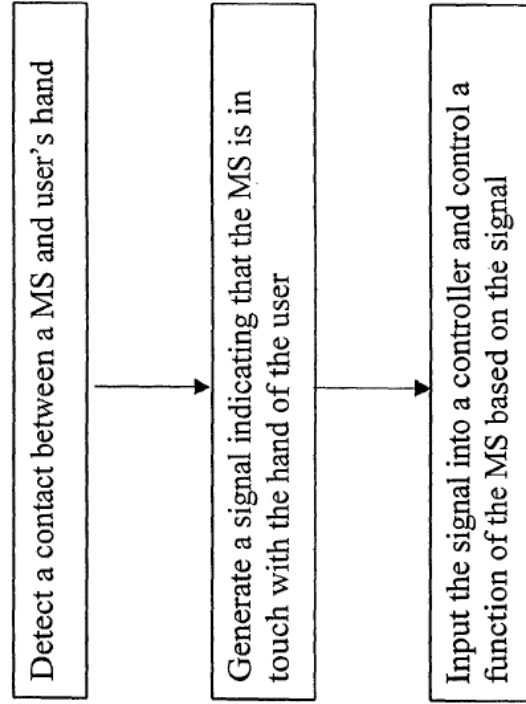 Detect a contact between a MS and user's hand
Generate a signal indicating that the MS is in
touch with the hand of the user
Input the signal into a controller and control a
function of the MS based on the signal